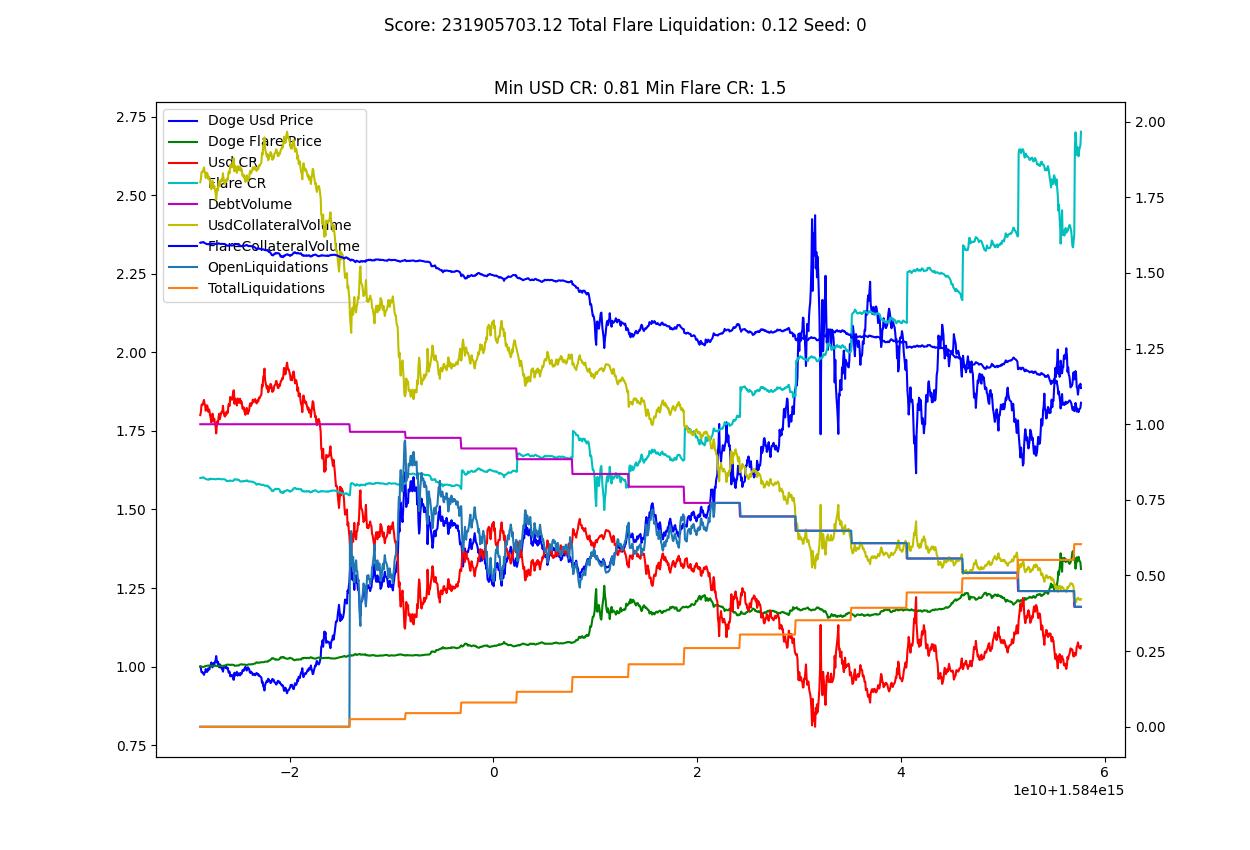 Score: 231905703.12 Total Flare Liquidation: 0.12 Seed: 0
Min USD CR: 0.81 Min Flare CR: 1.5
Doge Usd Price
Doge Flare Price
Usd CR
Flare CR
DebtVolume
UsdCollateralVolume
FlareCollateralVolume
OpenLiquidations
TotalLiquidations
2.75
2.50
2.25
2.00
1.75
1.50
1.25
1.00
0.75
2.00
1.75
1.50
1.25
1.00
0.75
0.50
0.25
0.00
−2 0 2 4 6
1e10+1.584e15